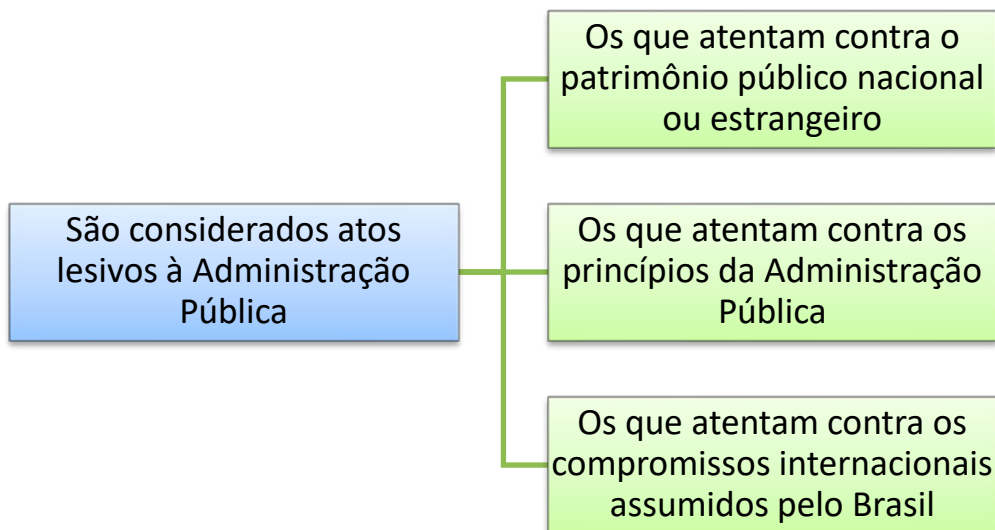 São considerados atos
lesivos à Administração
Pública
Os que atentam contra o
patrimônio público nacional
ou estrangeiro
Os que atentam contra os
princípios da Administração
Pública
Os que atentam contra os
compromissos internacionais
assumidos pelo Brasil